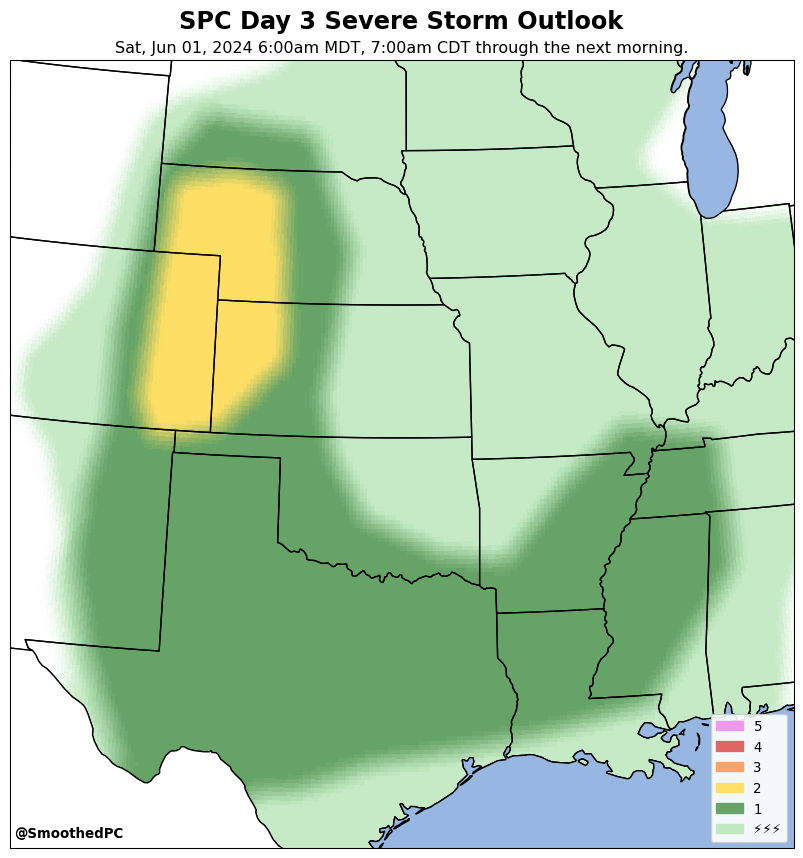 SPC Day 3 Severe Storm Outlook
Sat, Jun 01, 2024 6:00am MDT, 7:00am CDT through the next morning.
5
4
3
2
1
⚡⚡⚡
@SmoothedPC